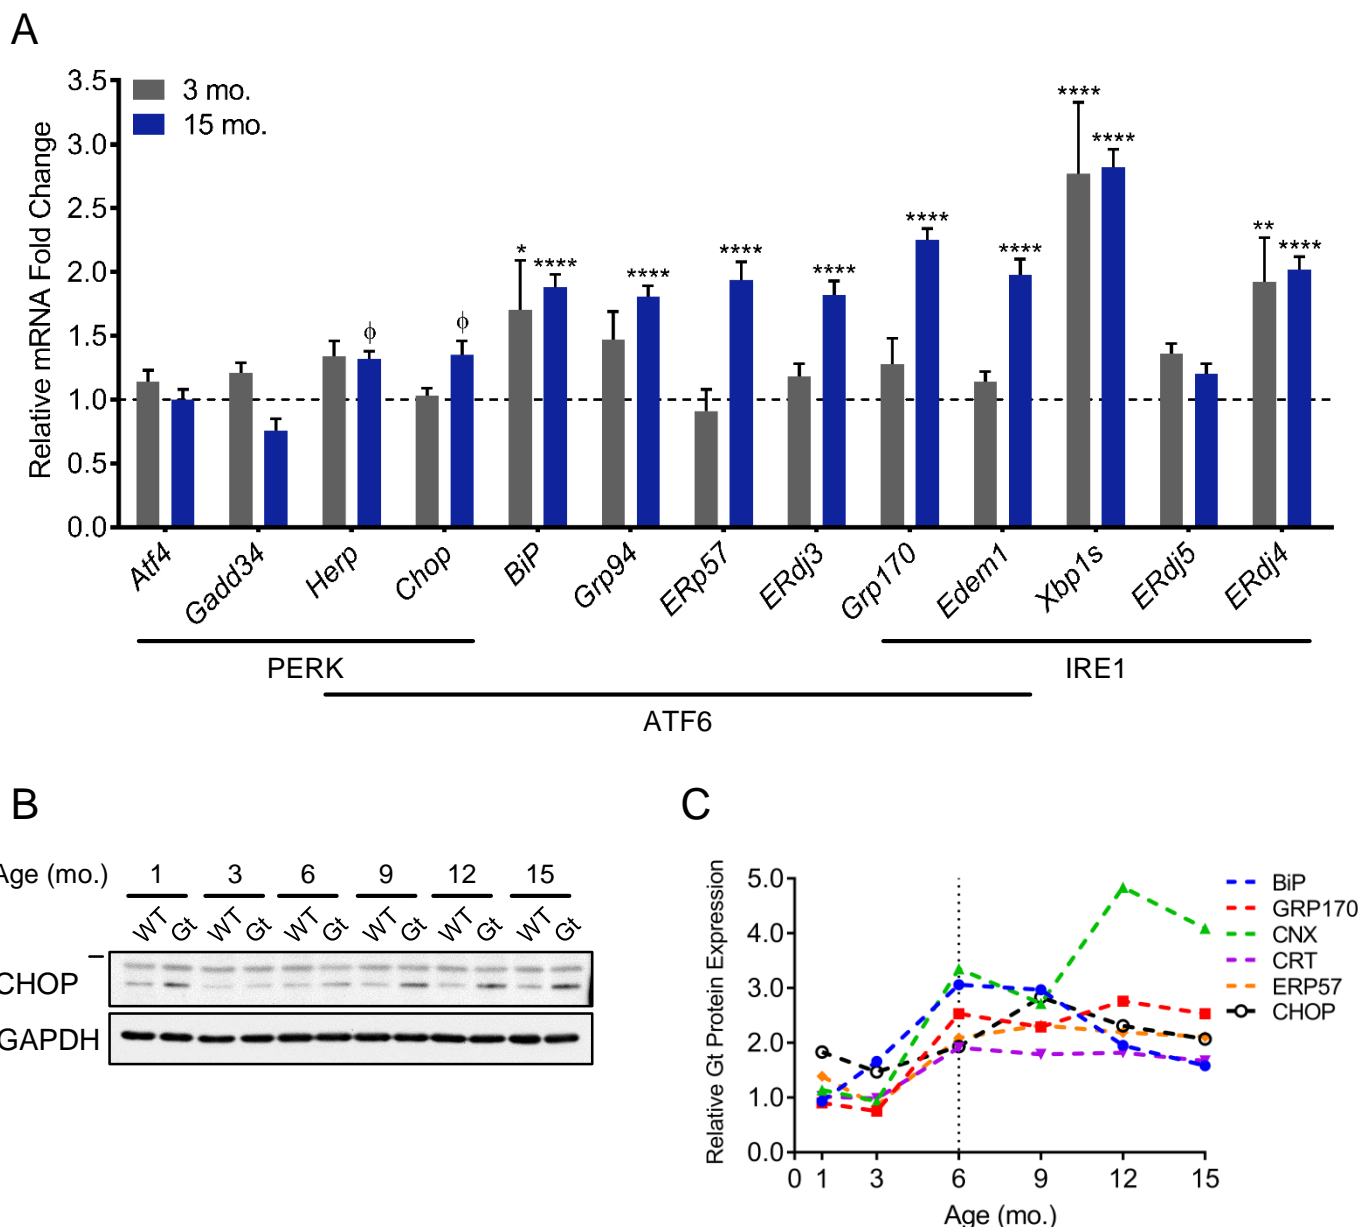 A
Relative mRNA Fold Change
3.5
3.0
2.5
2.0
1.5
1.0
0.5
0.0
3 mo.
15 mo.
ϕ
ϕ
*
****
****
****
****
****
****
****
****
**
****
Atf4
Gadd34
Herp
Chop
BiP
Grp94
ERp57
ERdj3
Grp170
Edem1
Xbp1s
ERdj5
ERdj4
PERK
IRE1
ATF6
B
Age (mo.) 1 3 6 9 12 15
WT Gt WT Gt WT Gt WT Gt WT Gt WT Gt
CHOP
GAPDH
C
Relative Gt Protein Expression
5.0
4.0
3.0
2.0
1.0
0.0
0 1 3 6 9 12 15
Age (mo.)
BiP
GRP170
CNX
CRT
ERP57
CHOP